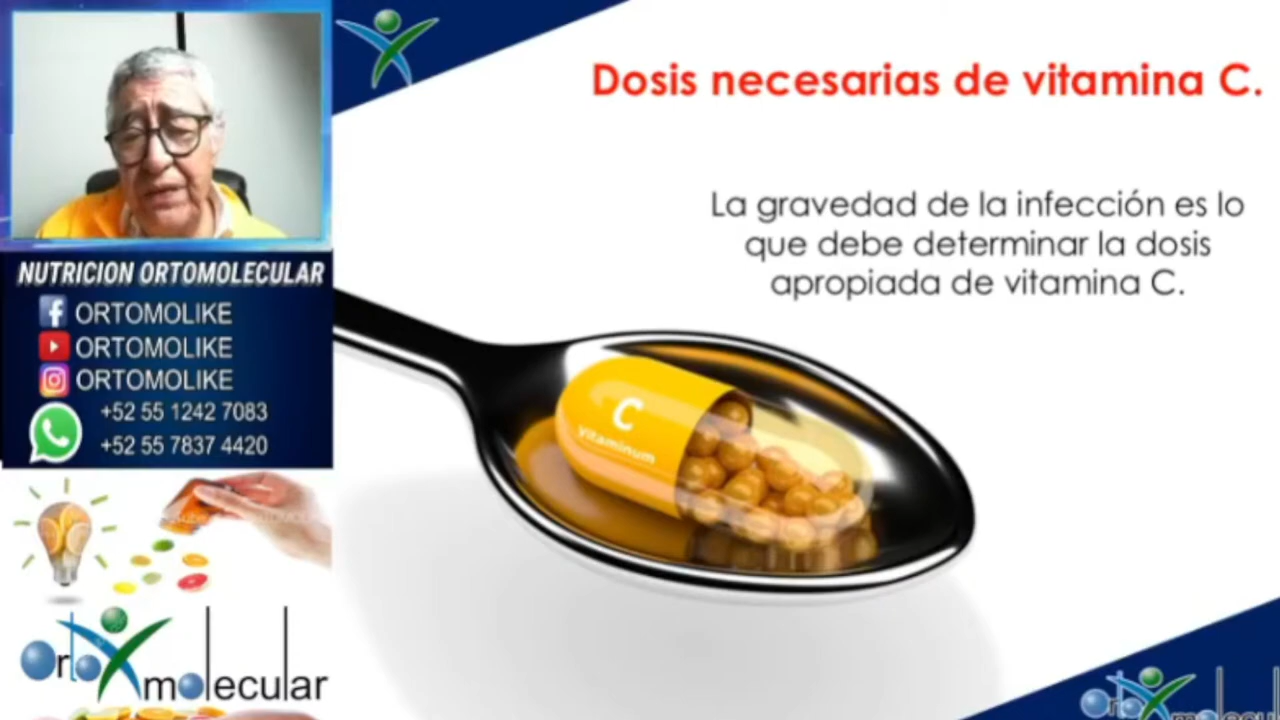 Dosis necesarias de vitamina C.
La gravedad de la infección es lo
que debe determinar la dosis
apropiada de vitamina C.
NUTRICION ORTOMOLECULAR
ORTOMOLIKE
ORTOMOLIKE
ORTOMOLIKE
+52 55 1242 7083
+52 55 7837 4420
C
Vitaminum
Ortomolecular